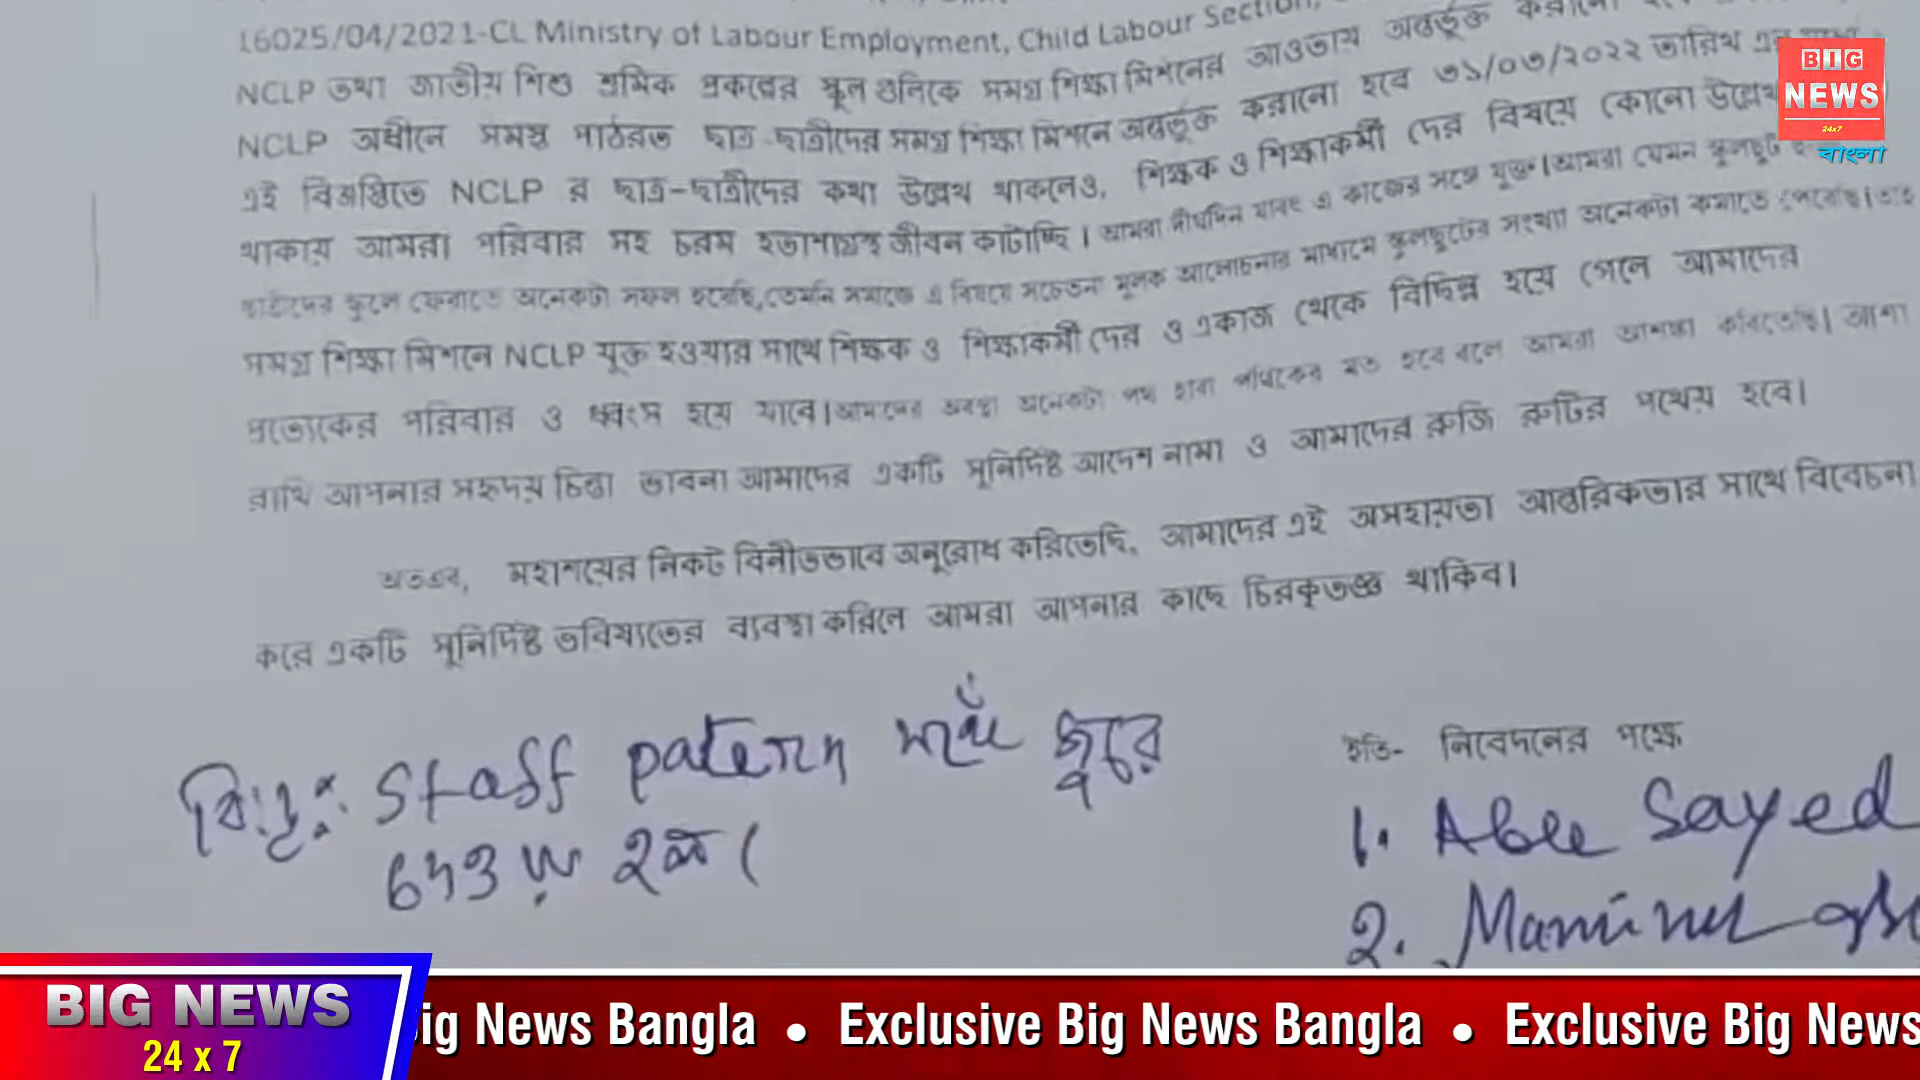 16025/04/2021-CL Ministry of Labour Employment, Child Labour Section,
NCLP তথা জাতীয় শিশু শ্রমিক প্রকল্পের স্কুল গুলিকে সমগ্র শিক্ষা মিশনের আওতায় অন্তর্ভূক্ত করানো
NCLP অধীনে সমস্ত পাঠরত ছাত্র-ছাত্রীদের সমগ্র শিক্ষা মিশনে অন্তর্ভূক্ত করানো হবে ৩১/০৩/২০২২ তারিখ এর মধ্যে
এই বিজ্ঞপ্তিতে NCLP র ছাত্র-ছাত্রীদের কথা উল্লেখ থাকলেও, শিক্ষক ও শিক্ষাকর্মী দের বিষয়ে কোনো উল্লেখ
থাকায় আমরা পরিবার সহ চরম হতাশাগ্রস্থ জীবন কাটাচ্ছি । আমরা দীর্ঘদিন যাবৎ এ কাজের সঙ্গে যুক্ত।আমরা যেমন স্কুলছুট
ছাত্রীদের স্কুলে ফেরাতে অনেকটা সফল হয়েছি,তেমনি সমাজে এ বিষয়ে সচেতনা মূলক আলোচনার মাধ্যমে স্কুলছুটের সংখ্যা অনেকটা কমাতে পেরেছি।তাই
সমগ্র শিক্ষা মিশনে NCLP যুক্ত হওয়ার সাথে শিক্ষক ও শিক্ষাকর্মী দের ও একাজ থেকে বিছিন্ন হয়ে গেলে আমাদের
প্রত্যেকের পরিবার ও ধ্বংস হয়ে যাবে।আমাদের অবস্থা অনেকটা পথ হারা পথিকের মত হবে বলে আমরা আশঙ্কা করিতেছি। আশা
রাখি আপনার সহৃদয় চিন্তা ভাবনা আমাদের একটি সুনির্দিষ্ট আদেশ নামা ও আমাদের রুজি রুটির পথেয় হবে।
অতএব, মহাশয়ের নিকট বিনীতভাবে অনুরোধ করিতেছি, আমাদের এই অসহায়তা আন্তরিকতার সাথে বিবেচনা
করে একটি সুনির্দিষ্ট ভবিষ্যতের ব্যবস্থা করিলে আমরা আপনার কাছে চিরকৃতজ্ঞ থাকিব।
ইতি- নিবেদনের পক্ষে
বিঃদ্রঃ Staff patern জুরে
দেওয়া হল।
1. Abu Sayed
2.
BIG
NEWS
24x7
বাংলা
BIG NEWS
24 x 7
ig News Bangla • Exclusive Big News Bangla • Exclusive Big News